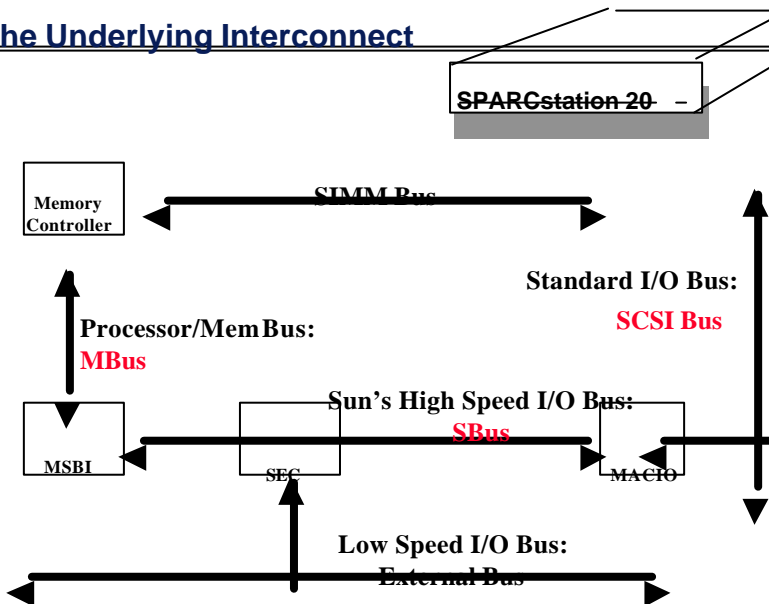 he Underlying Interconnect
SPARCstation 20
Memory
Controller
SIMM Bus
Standard I/O Bus:
SCSI Bus
Processor/Mem Bus:
MBus
Sun's High Speed I/O Bus:
SBus
MSBI
SEC
MACIO
Low Speed I/O Bus:
External Bus